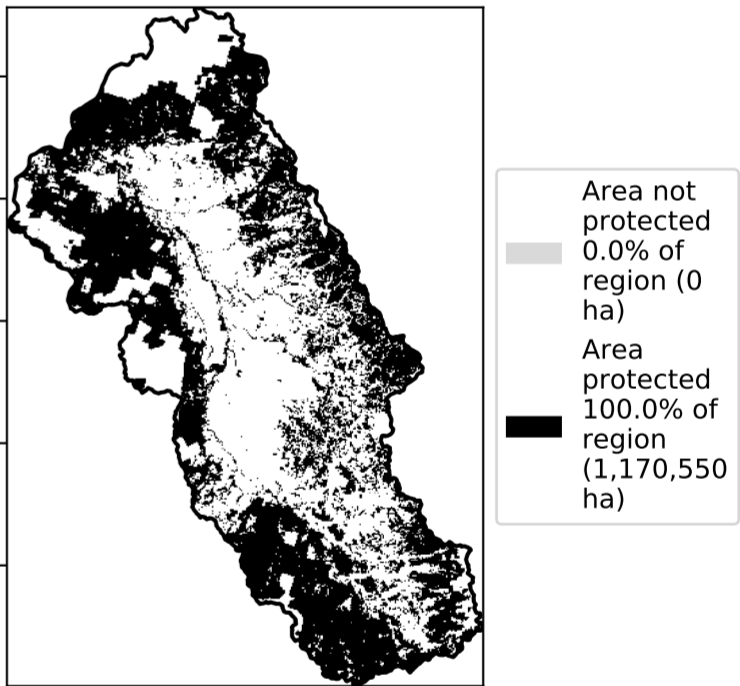 Area not
protected
0.0% of
region (0
ha)
Area
protected
100.0% of
region
(1,170,550
ha)